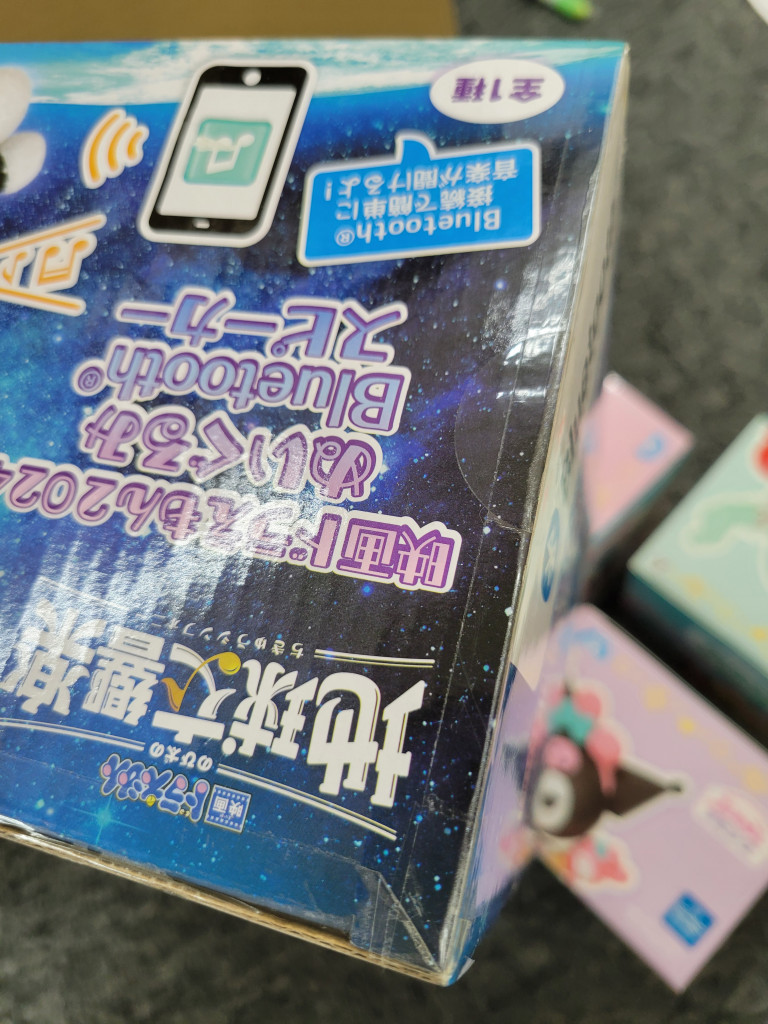 映画
ドラえもん
のび太の
地球交響楽
ちきゅうシンフォニー
映画ドラえもん2024
ぬいぐるみ
Bluetooth®
スピーカー
Bluetooth®
接続で簡単に
音楽が聞けるよ!
全1種